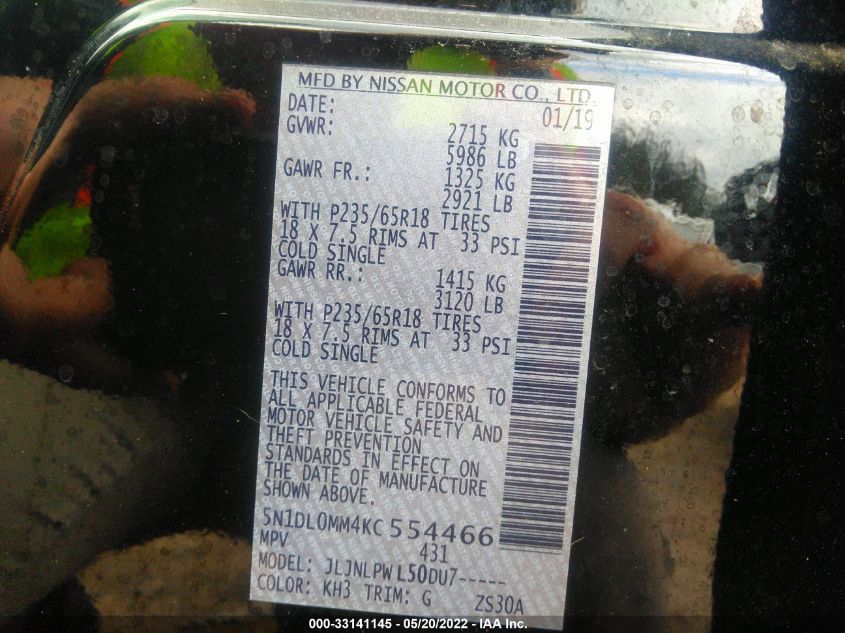 MFD BY NISSAN MOTOR CO., LTD.
DATE: 01/19
GVWR: 2715 KG
5986 LB
GAWR FR.: 1325 KG
2921 LB
WITH P235/65R18 TIRES
18 X 7.5 RIMS AT 33 PSI
COLD SINGLE
GAWR RR.: 1415 KG
3120 LB
WITH P235/65R18 TIRES
18 X 7.5 RIMS AT 33 PSI
COLD SINGLE
THIS VEHICLE CONFORMS TO
ALL APPLICABLE FEDERAL
MOTOR VEHICLE SAFETY AND
THEFT PREVENTION
STANDARDS IN EFFECT ON
THE DATE OF MANUFACTURE
SHOWN ABOVE.
5N1DL0MM4KC 554466
MPV 431
MODEL: JLJNLPW L50DU7-----
COLOR: KH3 TRIM: G ZS30A
000-33141145 - 05/20/2022 - IAA Inc.